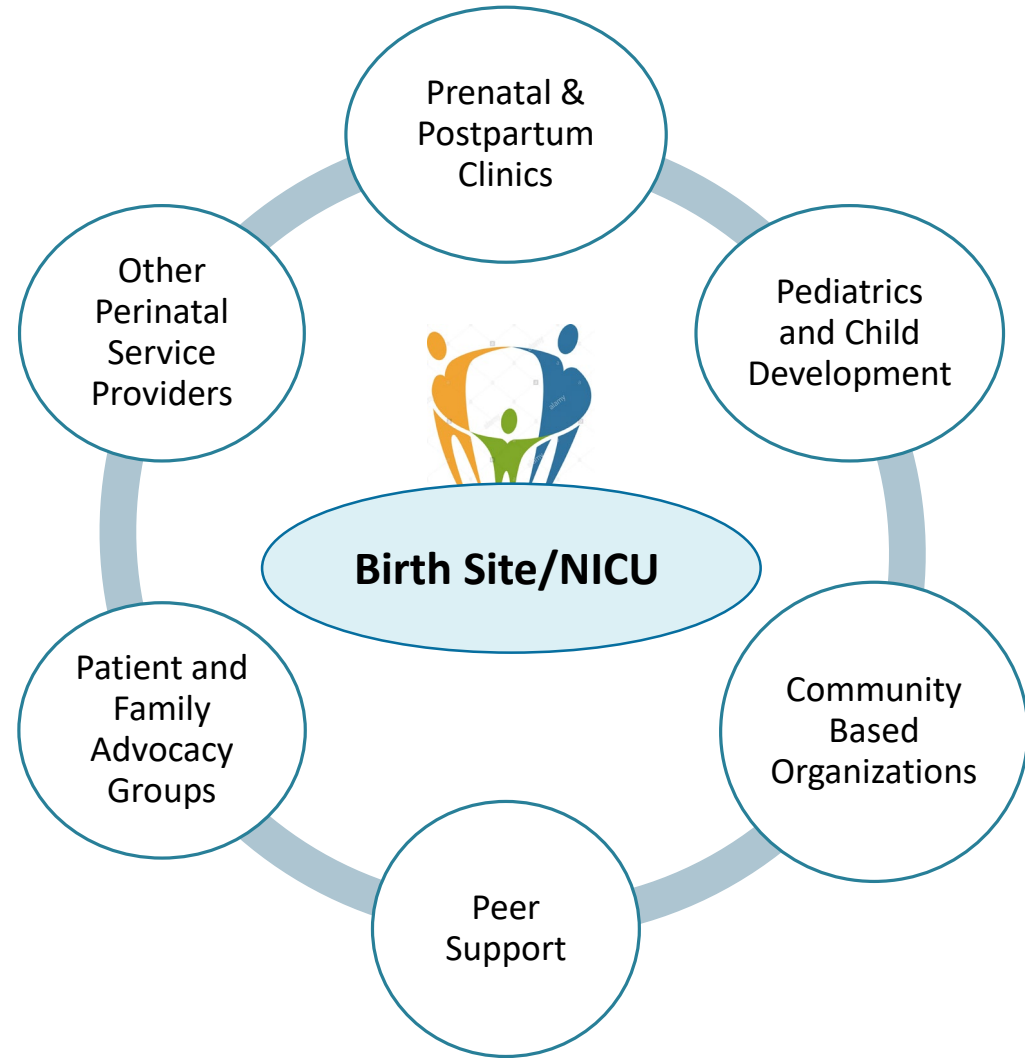 Prenatal &
Postpartum
Clinics
Other
Perinatal
Service
Providers
Pediatrics
and Child
Development
alamy
Birth Site/NICU
Patient and
Family
Advocacy
Groups
Community
Based
Organizations
Peer
Support